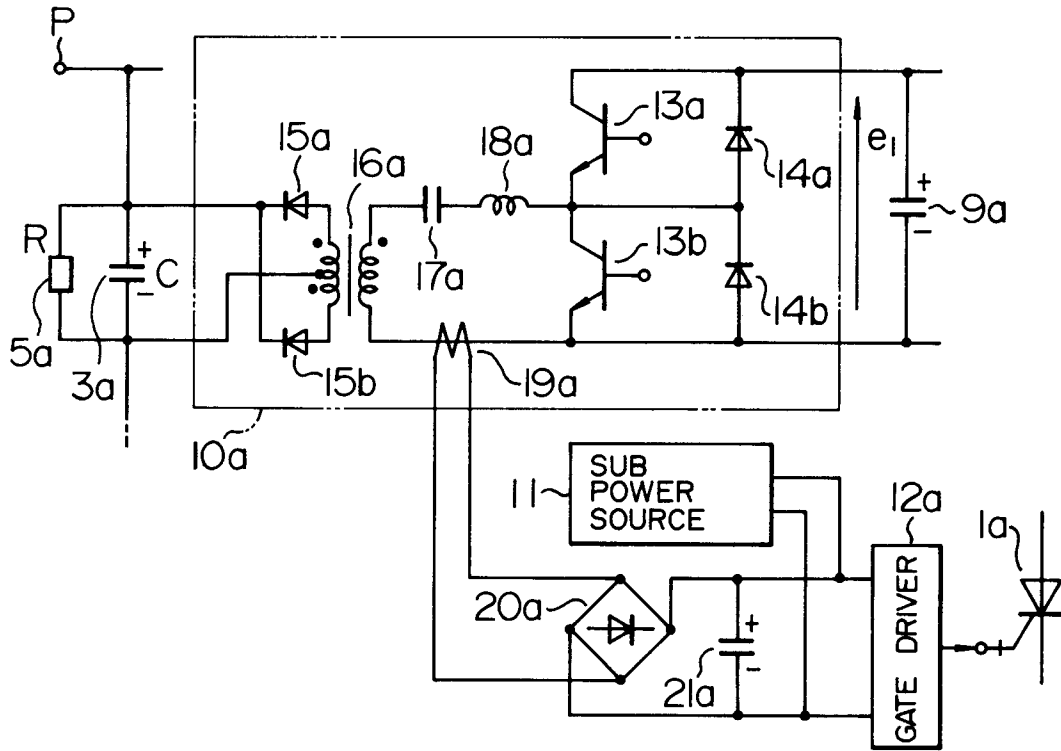 P
13a
15a
16a
18a
e1
14a
R
+
C
-
17a
13b
+
9a
-
14b
5a
3a
15b
19a
10a
11
SUB
POWER
SOURCE
12a
1a
20a
+
-
21a
GATE DRIVER